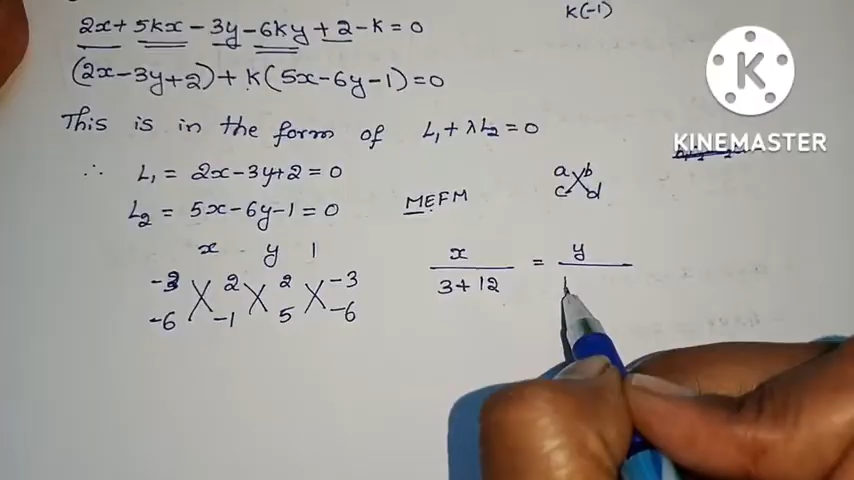 2x + 5kx - 3y - 6ky + 2 - k = 0
k(-1)
(2x - 3y + 2) + k(5x - 6y - 1) = 0
This is in the form of L₁ + λL₂ = 0
∴ L₁ = 2x - 3y + 2 = 0
L₂ = 5x - 6y - 1 = 0
MEFM
a b
c d
x y 1
-3 2 2 -3
-6 -1 5 -6
x / 3 + 12 = y /
K
KINEMASTER